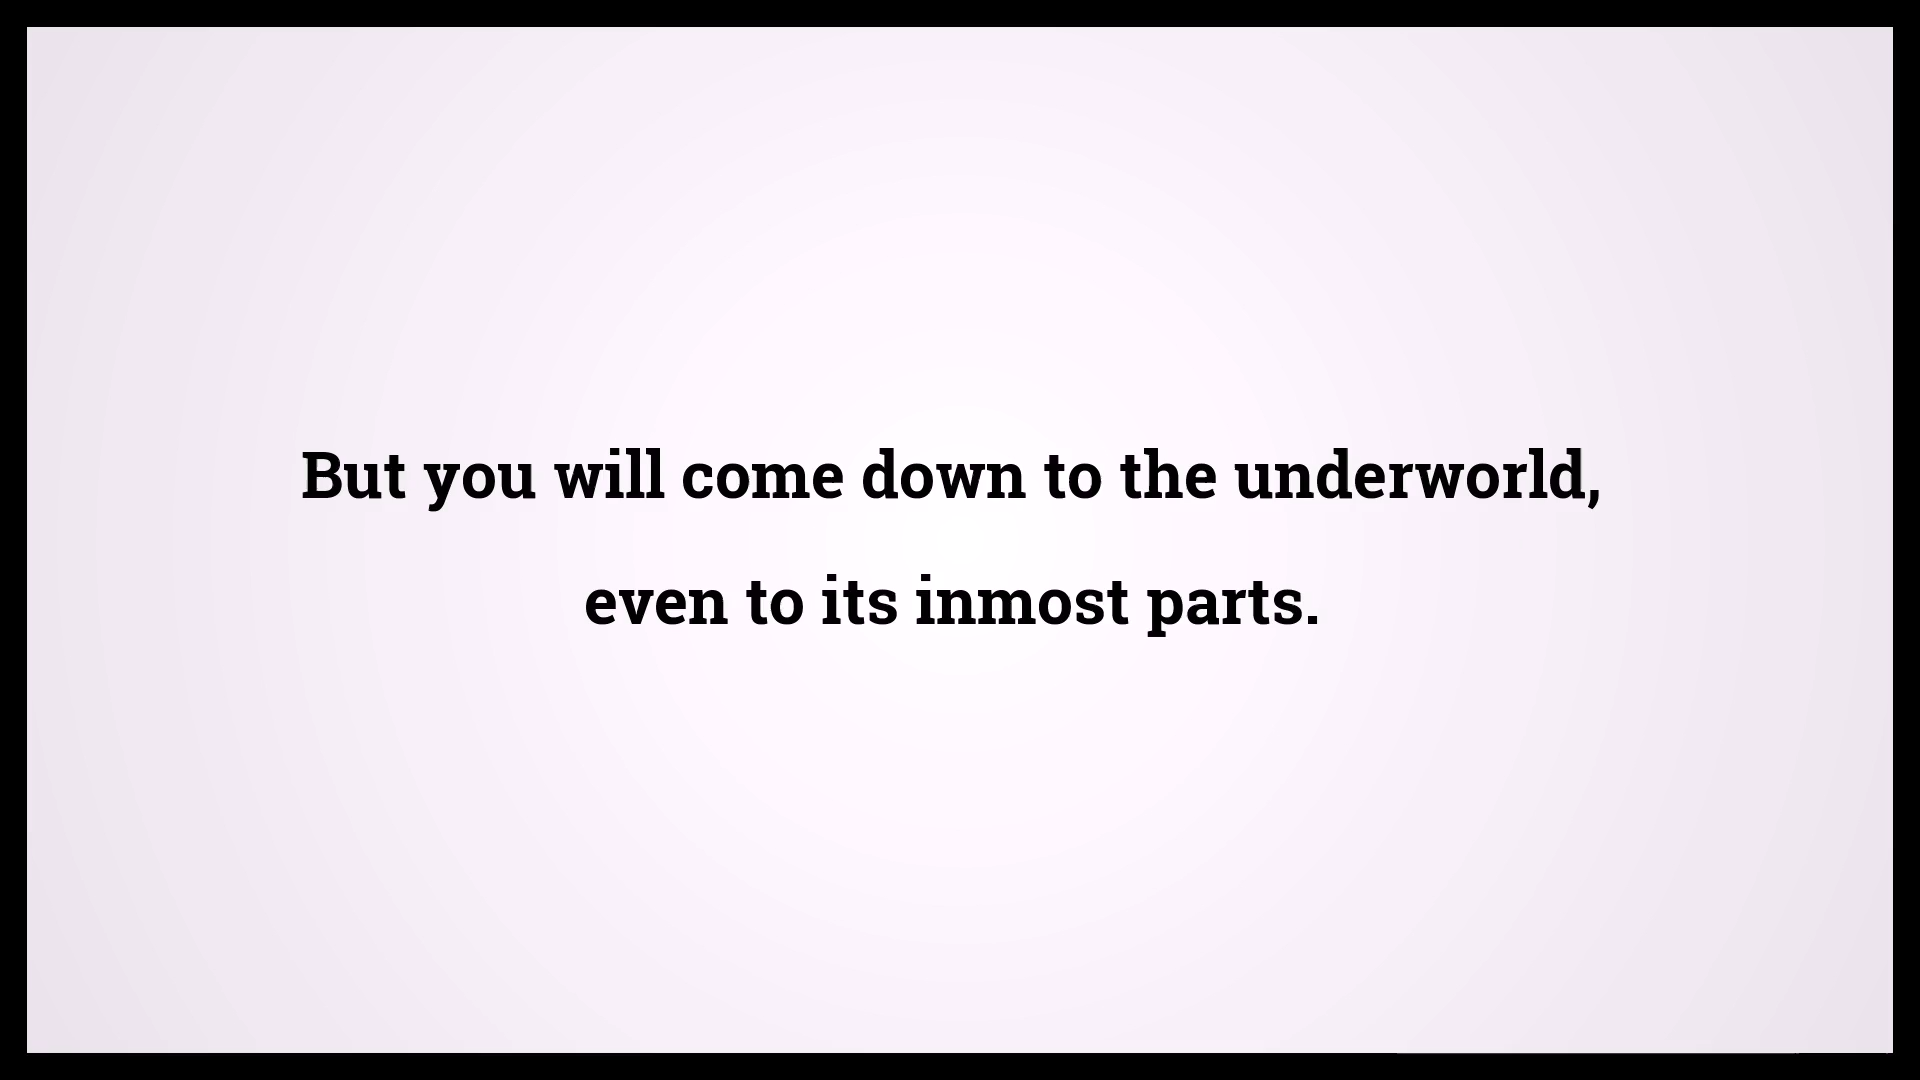 But you will come down to the underworld,
even to its inmost parts.